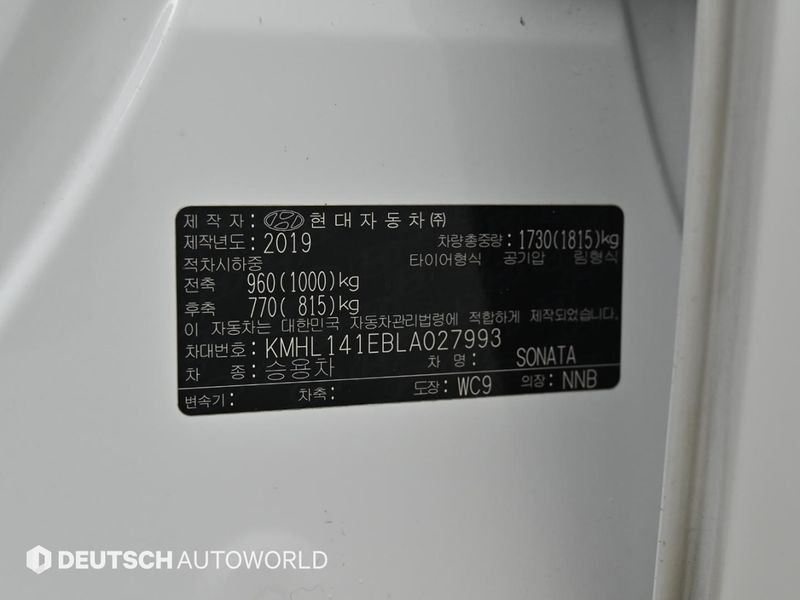 제 작 자 : 현대자동차㈜
제작년도 : 2019 차량총중량 : 1730(1815)kg
적차시하중 타이어형식 공기압 림형식
전축 960(1000)kg
후축 770( 815)kg
이 자동차는 대한민국 자동차관리법령에 적합하게 제작되었습니다.
차대번호 : KMHL141EBLA027993
차 종 : 승용차 차 명 : SONATA
변속기 : 차축 : 도장 : WC9 의장 : NNB
DEUTSCH AUTOWORLD